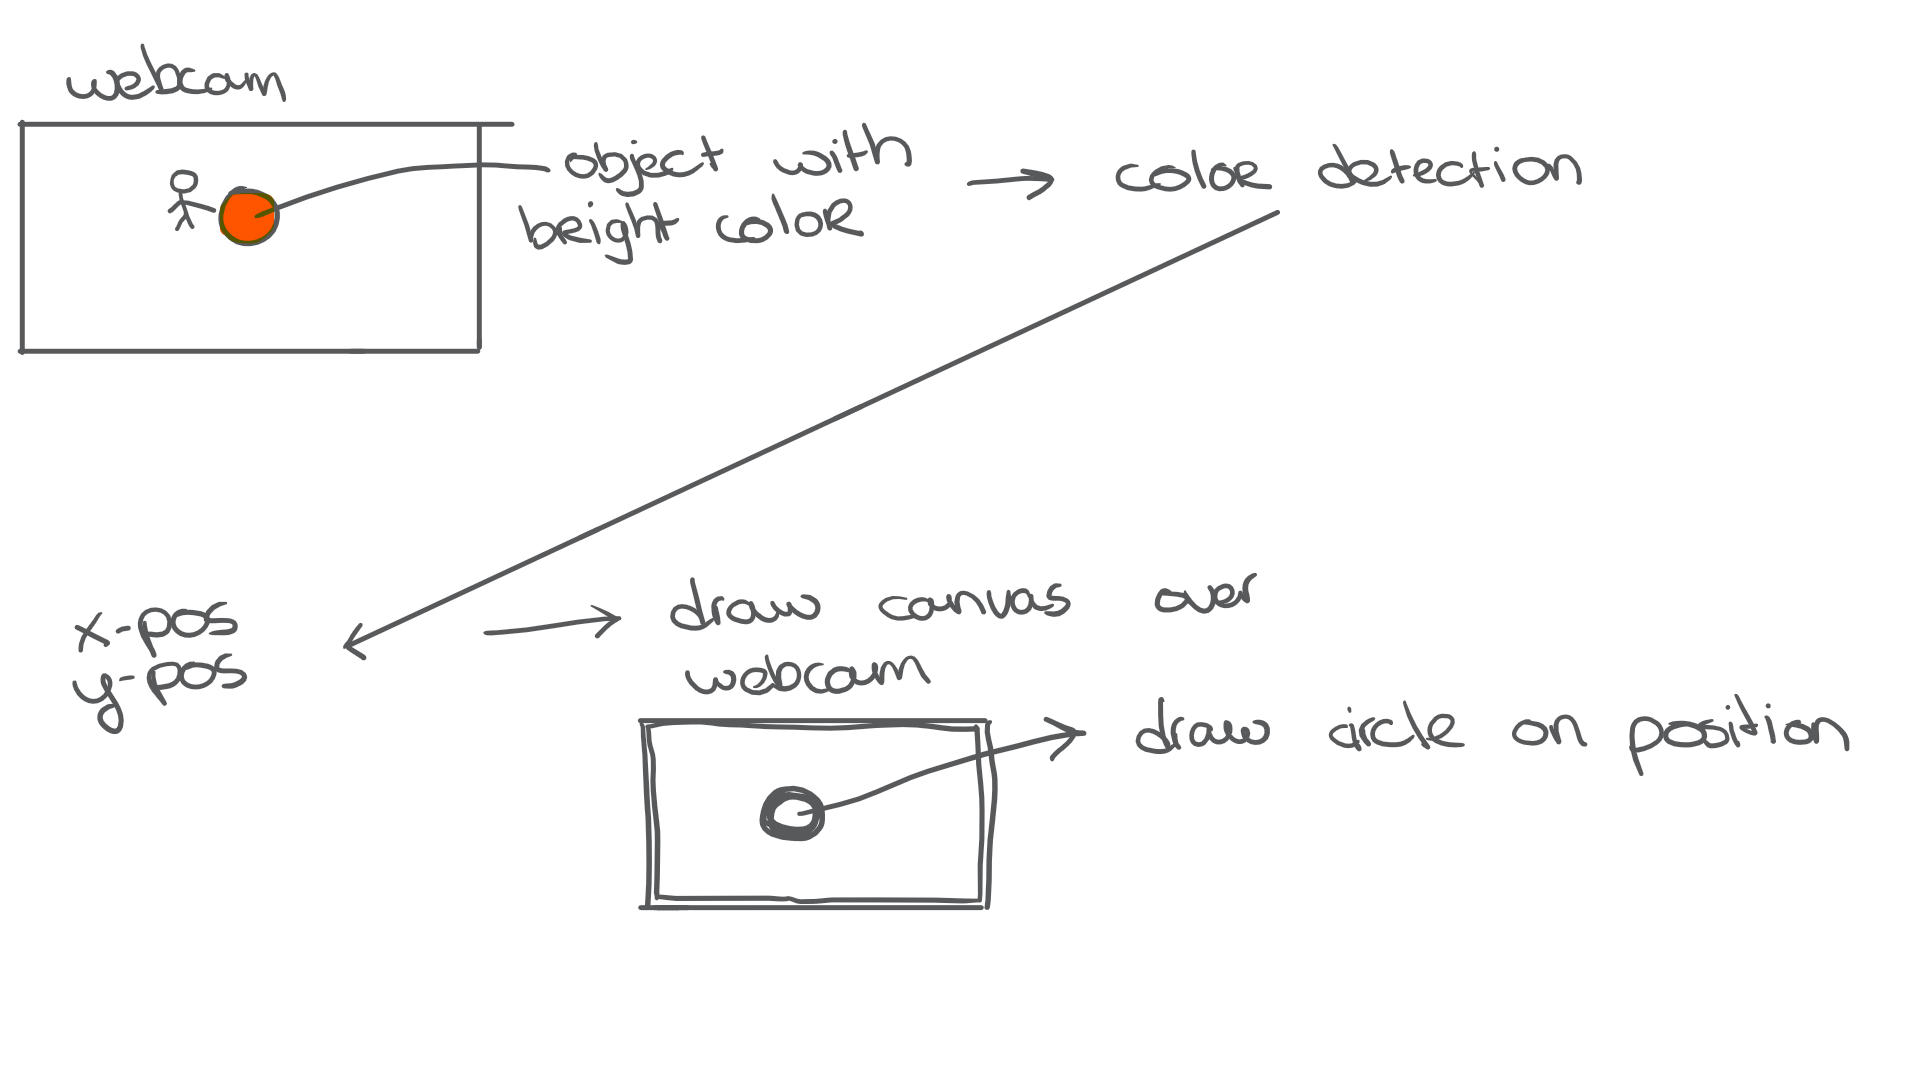 webcam
object with
bright color
color detection
x-pos
y-pos
draw canvas over
webcam
draw circle on position